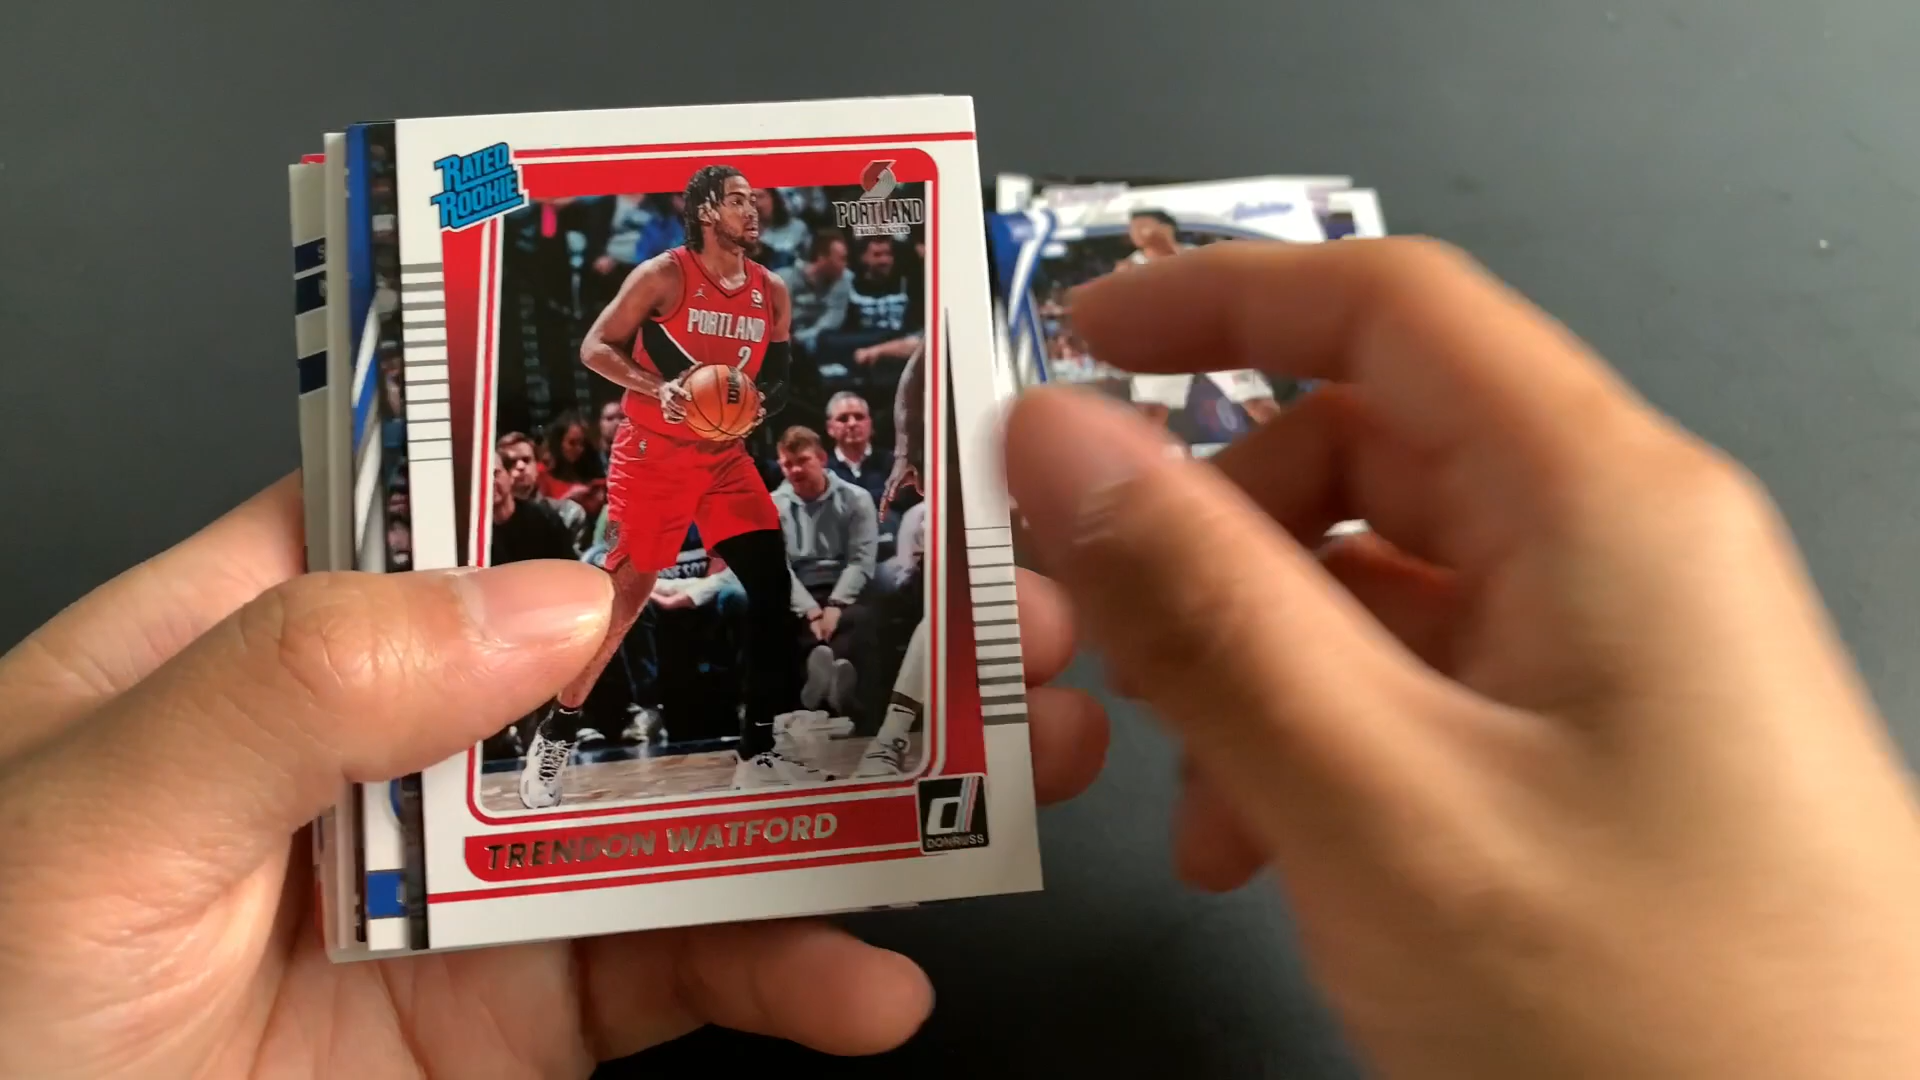 RATED
ROOKIE
PORTLAND
PORTLAND
2
TRENDON WATFORD
d
DONRUSS